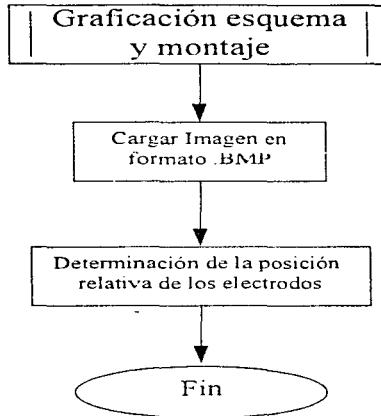 Graficación esquema
y montaje
Cargar Imagen en
formato .BMP
Determinación de la posición
relativa de los electrodos
Fin